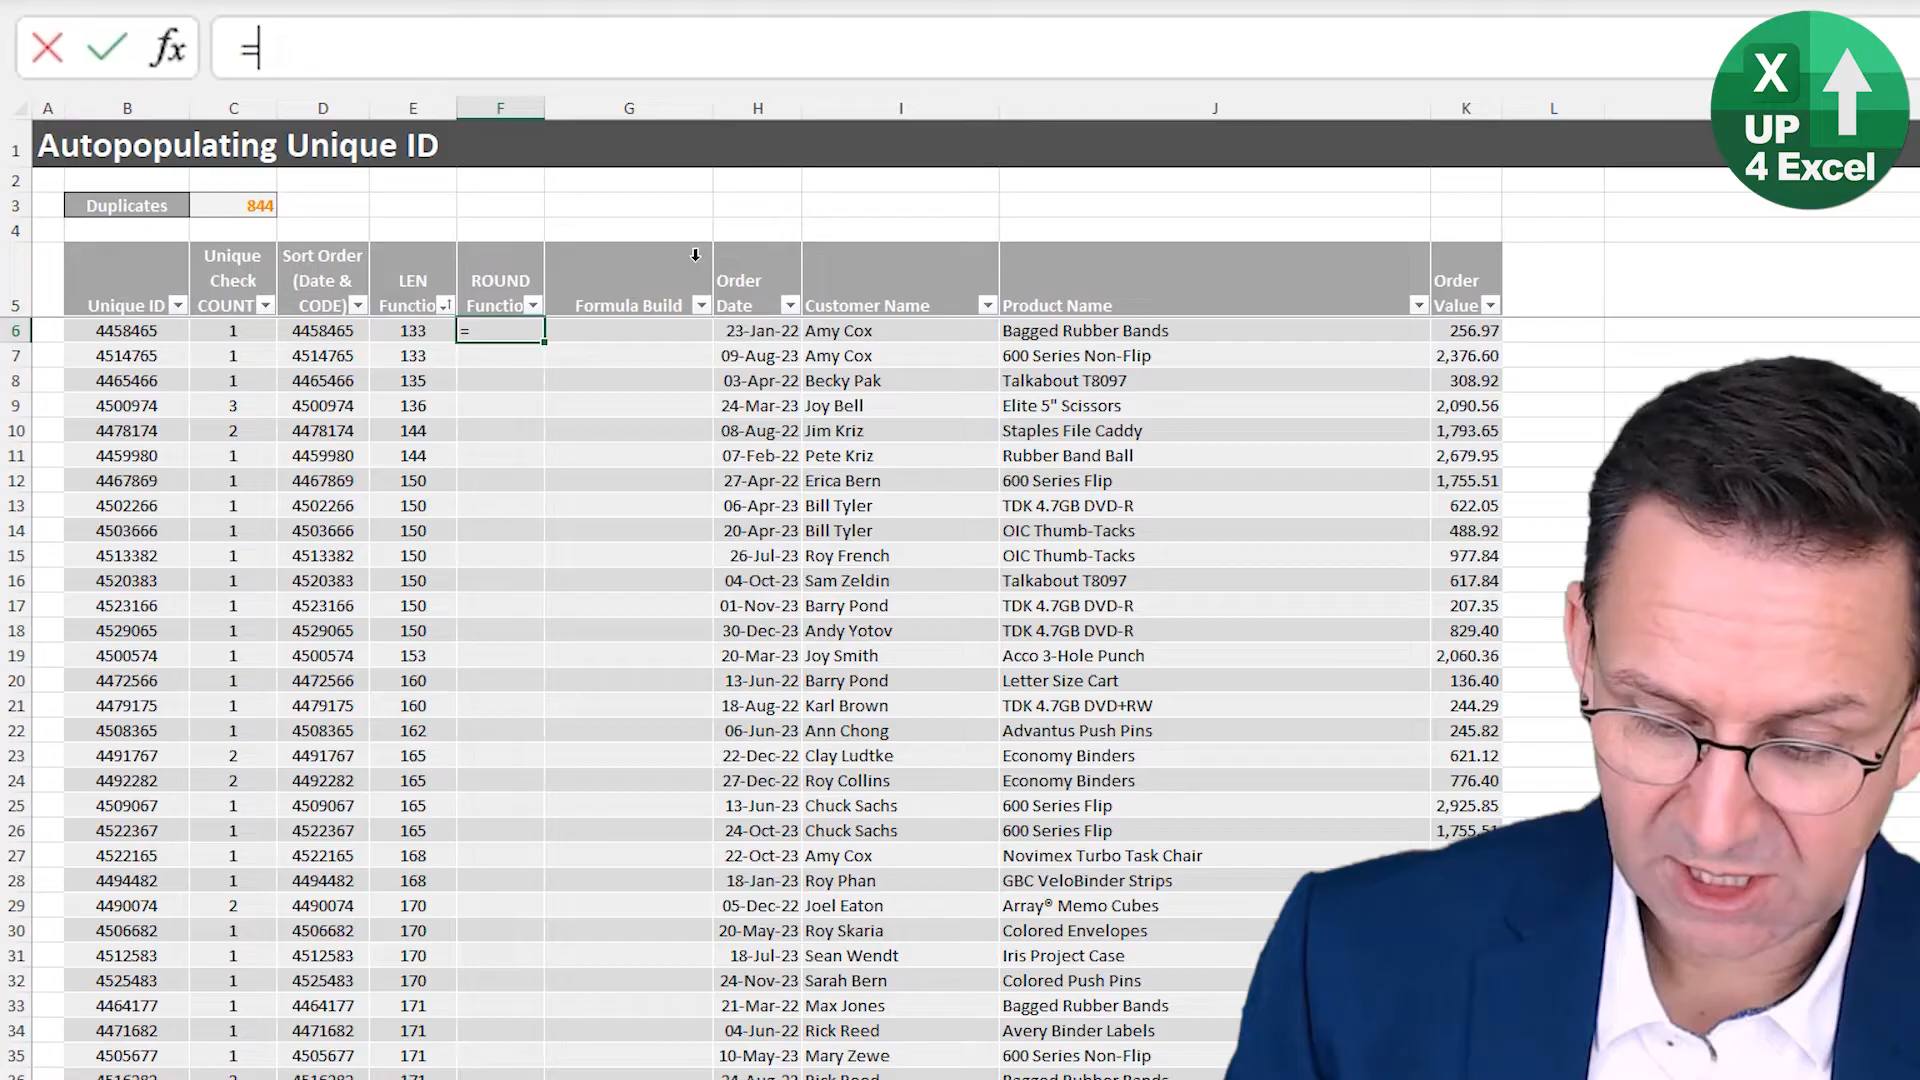 fx =
X
UP
4 Excel
A B C D E F G H I J K L
1 Autopopulating Unique ID
2
3 Duplicates 844
4
5 Unique ID Unique Check COUNT Sort Order (Date & CODE) LEN Functio ROUND Functio Formula Build Order Date Customer Name Product Name Order Value
6 4458465 1 4458465 133 = 23-Jan-22 Amy Cox Bagged Rubber Bands 256.97
7 4514765 1 4514765 133 09-Aug-23 Amy Cox 600 Series Non-Flip 2,376.60
8 4465466 1 4465466 135 03-Apr-22 Becky Pak Talkabout T8097 308.92
9 4500974 3 4500974 136 24-Mar-23 Joy Bell Elite 5" Scissors 2,090.56
10 4478174 2 4478174 144 08-Aug-22 Jim Kriz Staples File Caddy 1,793.65
11 4459980 1 4459980 144 07-Feb-22 Pete Kriz Rubber Band Ball 2,679.95
12 4467869 1 4467869 150 27-Apr-22 Erica Bern 600 Series Flip 1,755.51
13 4502266 1 4502266 150 06-Apr-23 Bill Tyler TDK 4.7GB DVD-R 622.05
14 4503666 1 4503666 150 20-Apr-23 Bill Tyler OIC Thumb-Tacks 488.92
15 4513382 1 4513382 150 26-Jul-23 Roy French OIC Thumb-Tacks 977.84
16 4520383 1 4520383 150 04-Oct-23 Sam Zeldin Talkabout T8097 617.84
17 4523166 1 4523166 150 01-Nov-23 Barry Pond TDK 4.7GB DVD-R 207.35
18 4529065 1 4529065 150 30-Dec-23 Andy Yotov TDK 4.7GB DVD-R 829.40
19 4500574 1 4500574 153 20-Mar-23 Joy Smith Acco 3-Hole Punch 2,060.36
20 4472566 1 4472566 160 13-Jun-22 Barry Pond Letter Size Cart 136.40
21 4479175 1 4479175 160 18-Aug-22 Karl Brown TDK 4.7GB DVD+RW 244.29
22 4508365 1 4508365 162 06-Jun-23 Ann Chong Advantus Push Pins 245.82
23 4491767 2 4491767 165 22-Dec-22 Clay Ludtke Economy Binders 621.12
24 4492282 2 4492282 165 27-Dec-22 Roy Collins Economy Binders 776.40
25 4509067 1 4509067 165 13-Jun-23 Chuck Sachs 600 Series Flip 2,925.85
26 4522367 1 4522367 165 24-Oct-23 Chuck Sachs 600 Series Flip 1,755.51
27 4522165 1 4522165 168 22-Oct-23 Amy Cox Novimex Turbo Task Chair
28 4494482 1 4494482 168 18-Jan-23 Roy Phan GBC VeloBinder Strips
29 4490074 2 4490074 170 05-Dec-22 Joel Eaton Array® Memo Cubes
30 4506682 1 4506682 170 20-May-23 Roy Skaria Colored Envelopes
31 4512583 1 4512583 170 18-Jul-23 Sean Wendt Iris Project Case
32 4525483 1 4525483 170 24-Nov-23 Sarah Bern Colored Push Pins
33 4464177 1 4464177 171 21-Mar-22 Max Jones Bagged Rubber Bands
34 4471682 1 4471682 171 04-Jun-22 Rick Reed Avery Binder Labels
35 4505677 1 4505677 171 10-May-23 Mary Zewe 600 Series Non-Flip